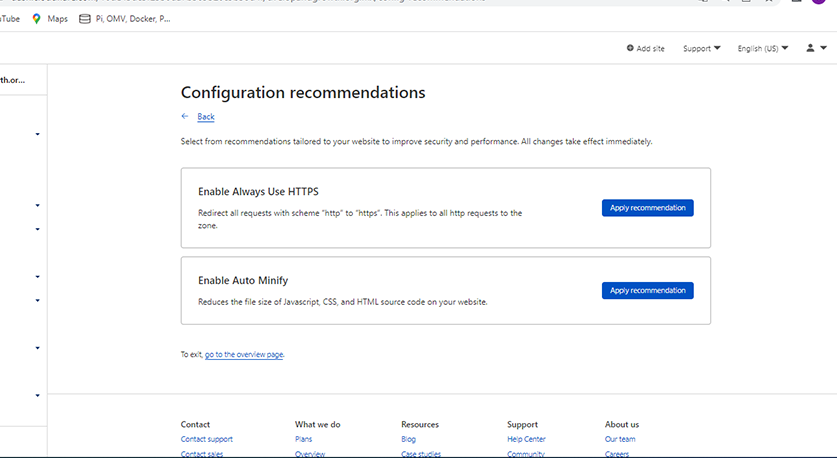 YouTube Maps Pi, OMV, Docker, P...
Add site Support English (US)
th.or...
Configuration recommendations
← Back
Select from recommendations tailored to your website to improve security and performance. All changes take effect immediately.
Enable Always Use HTTPS
Redirect all requests with scheme "http" to "https". This applies to all http requests to the
zone.
Apply recommendation
Enable Auto Minify
Reduces the file size of Javascript, CSS, and HTML source code on your website.
Apply recommendation
To exit, go to the overview page.
Contact What we do Resources Support About us
Contact support Plans Blog Help Center Our team
Contact sales Overview Case studies Community Careers